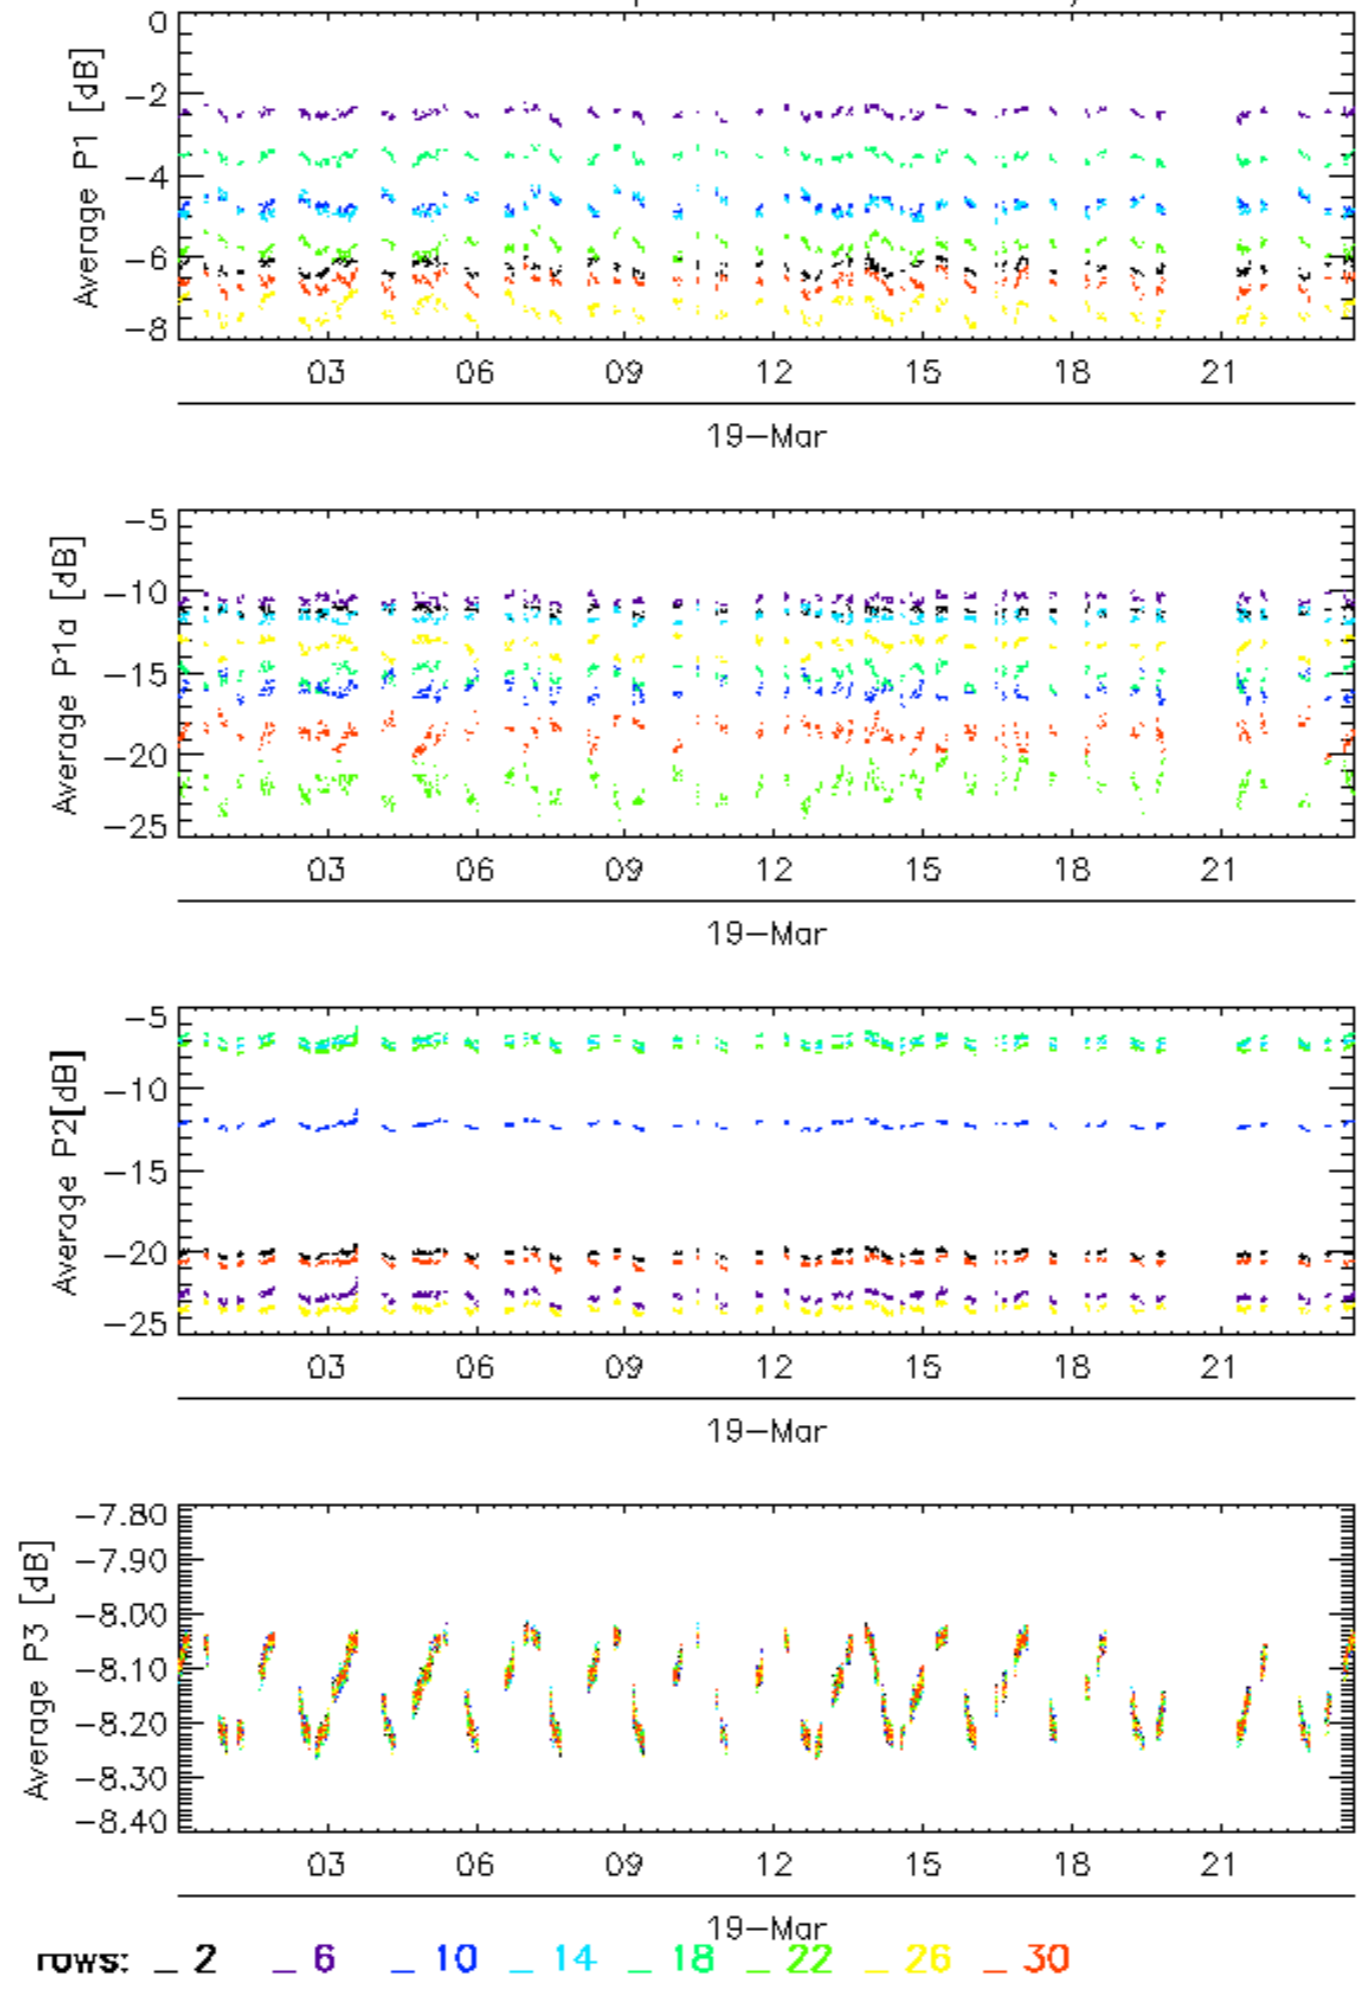 Average P1 [dB]
0
−2
−4
−6
−8
03 06 09 12 15 18 21
19−Mar
Average P1a [dB]
−5
−10
−15
−20
−25
03 06 09 12 15 18 21
19−Mar
Average P2[dB]
−5
−10
−15
−20
−25
03 06 09 12 15 18 21
19−Mar
Average P3 [dB]
−7.80
−7.90
−8.00
−8.10
−8.20
−8.30
−8.40
03 06 09 12 15 18 21
19−Mar
rows: _ 2 _ 6 _ 10 _ 14 _ 18 _ 22 _ 26 _ 30